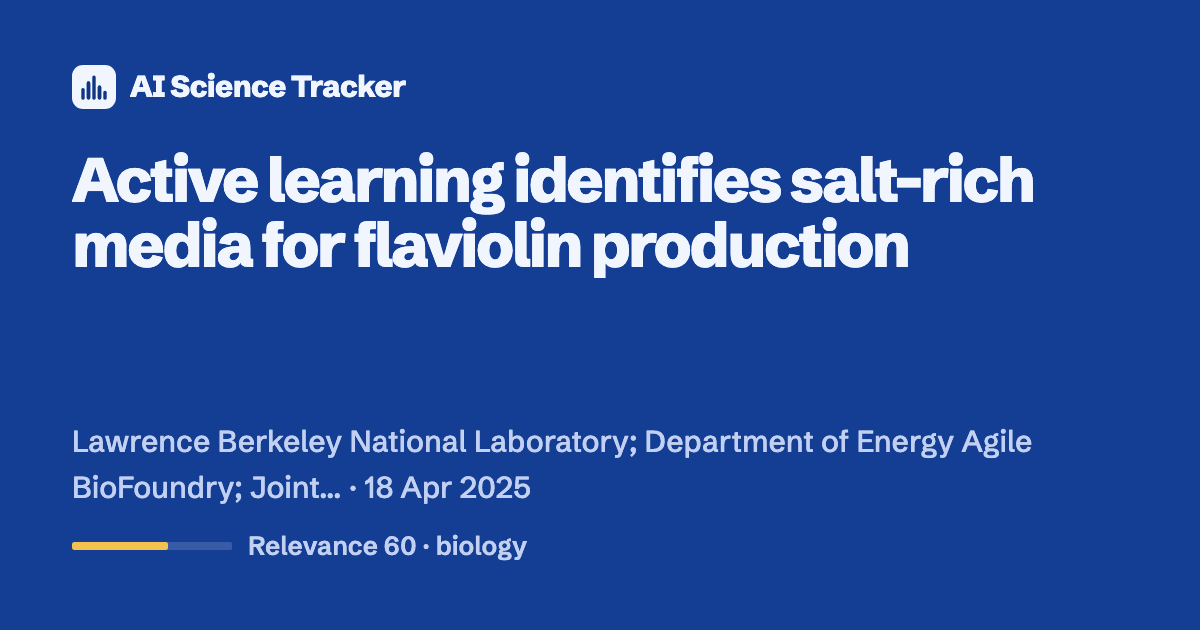 AI Science Tracker
Active learning identifies salt-rich
media for flaviolin production
Lawrence Berkeley National Laboratory; Department of Energy Agile
BioFoundry; Joint... · 18 Apr 2025
Relevance 60 · biology